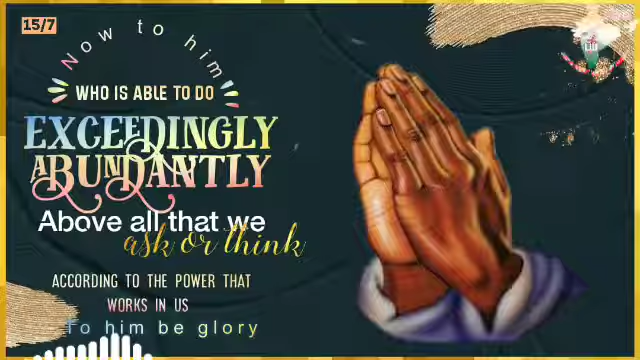 15/7
Now to him
WHO IS ABLE TO DO
EXCEEDINGLY
ABUNDANTLY
Above all that we
ask or think
ACCORDING TO THE POWER THAT
WORKS IN US
To him be glory